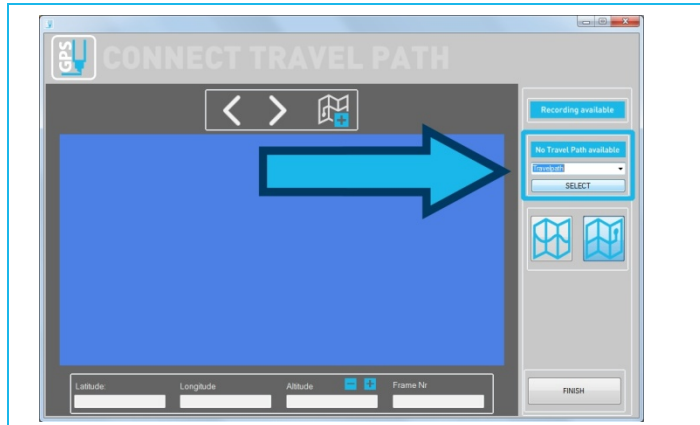 GPS
CONNECT TRAVEL PATH
Recording available
No Travel Path available
Travelpath
SELECT
Latitude:
Longitude
Altitude
Frame Nr
FINISH